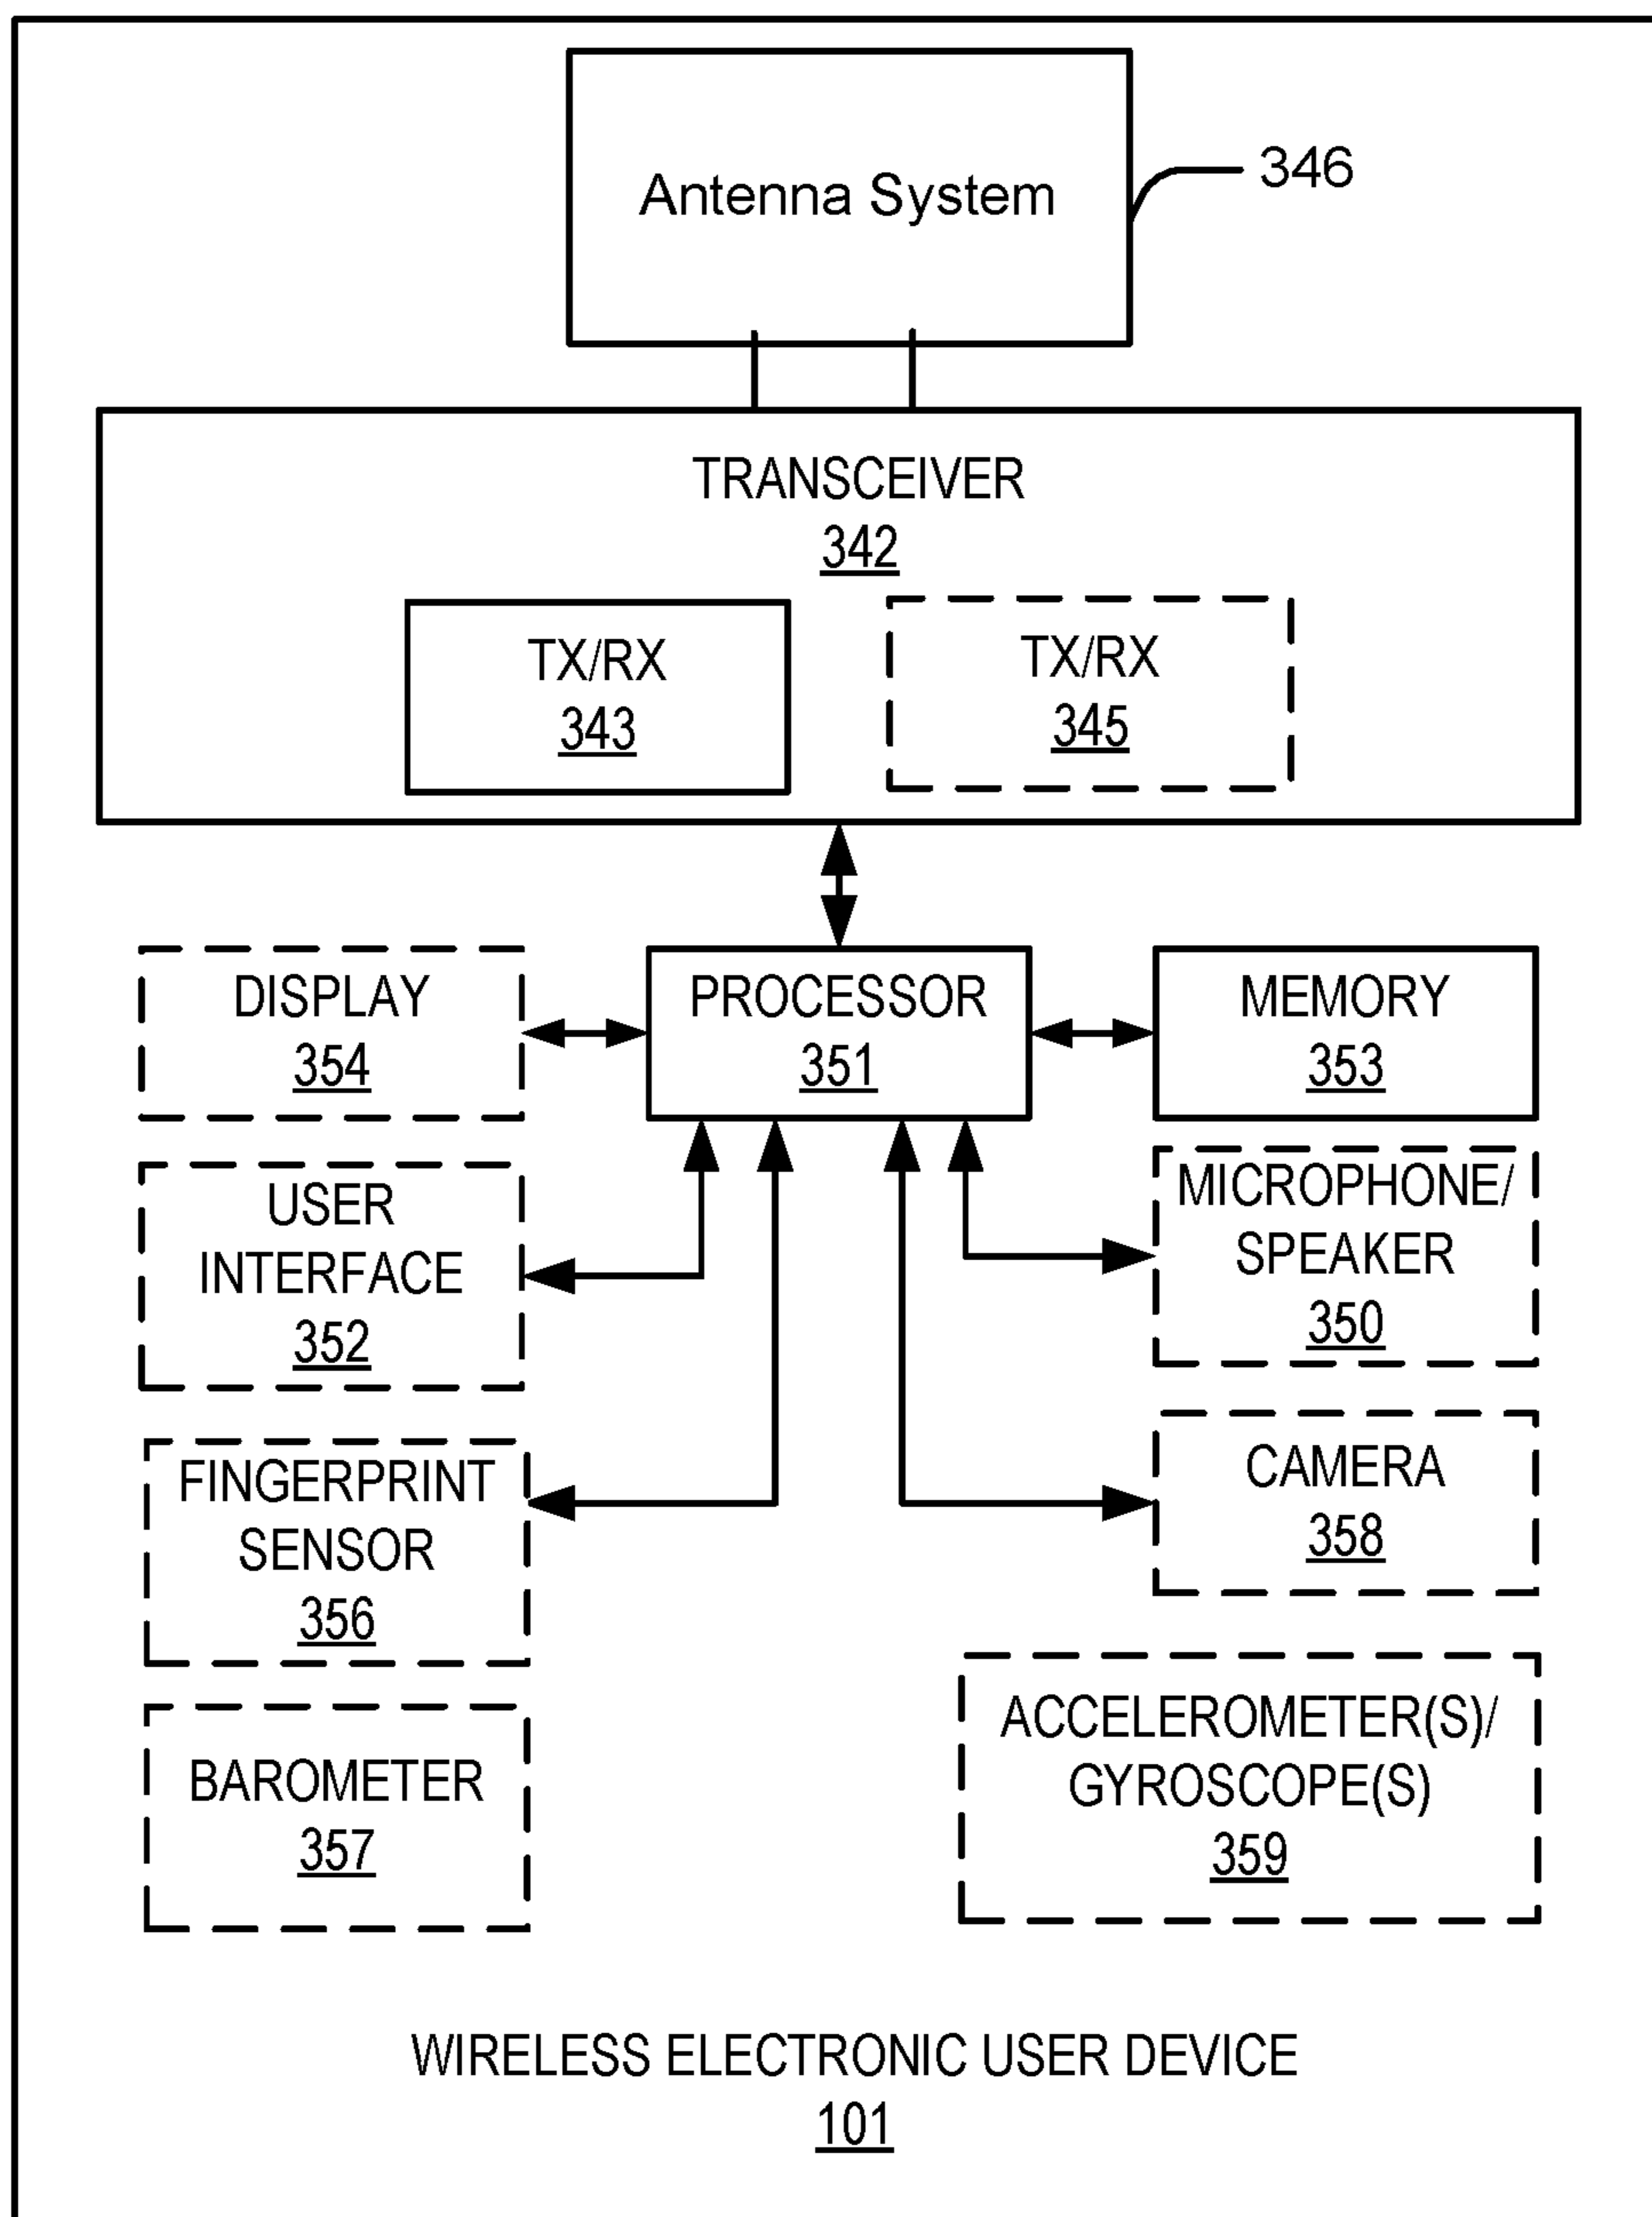 Antenna System
346
TRANSCEIVER
342
TX/RX
343
TX/RX
345
DISPLAY
354
PROCESSOR
351
MEMORY
353
USER
INTERFACE
352
MICROPHONE/
SPEAKER
350
FINGERPRINT
SENSOR
356
CAMERA
358
BAROMETER
357
ACCELEROMETER(S)/
GYROSCOPE(S)
359
WIRELESS ELECTRONIC USER DEVICE
101